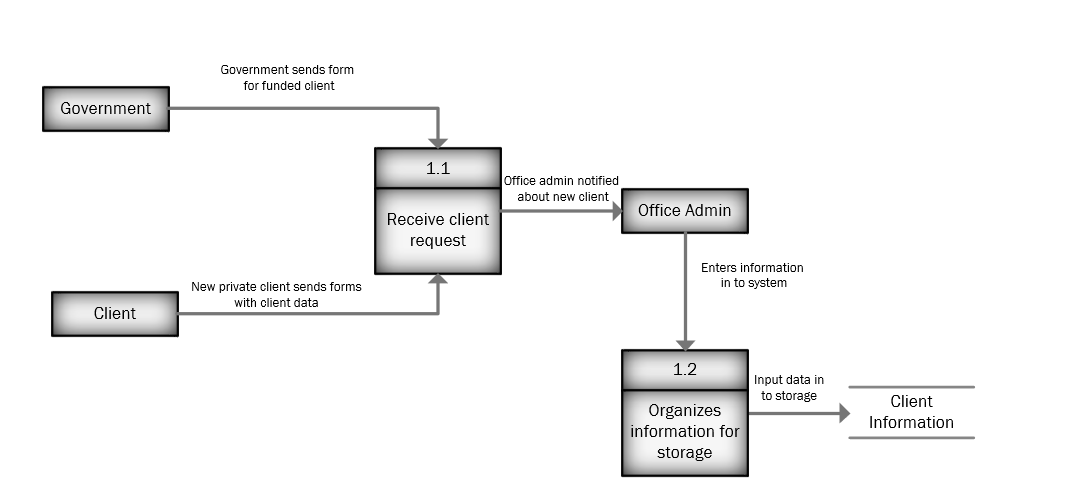 Government sends form
for funded client
Government
1.1
Receive client
request
Office admin notified
about new client
Office Admin
New private client sends forms
with client data
Client
Enters information
in to system
1.2
Organizes
information for
storage
Input data in
to storage
Client
Information